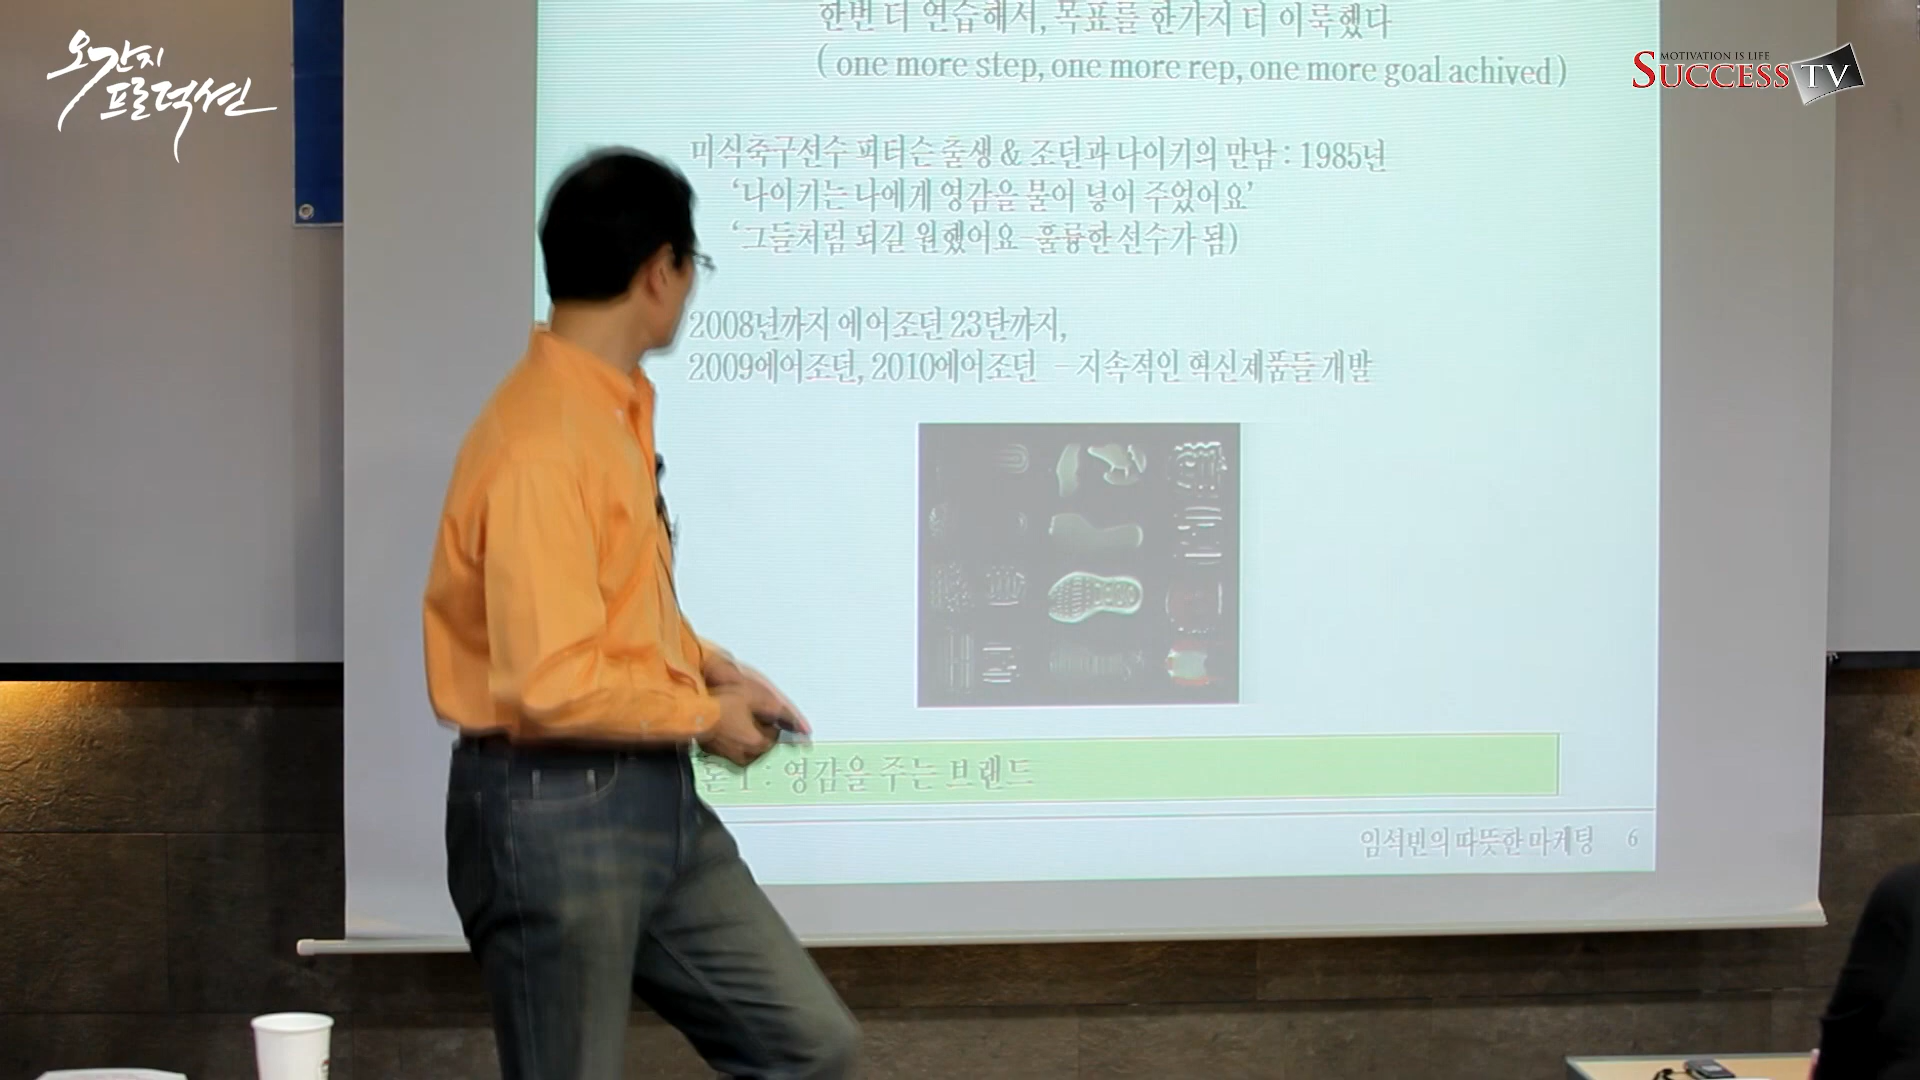 오간지
프로덕션
MOTIVATION IS LIFE
SUCCESS TV
한번 더 연습해서, 목표를 한가지 더 이룩했다
( one more step, one more rep, one more goal achived )
미식축구선수 피터슨 출생 & 조던과 나이키의 만남 : 1985년
‘나이키는 나에게 영감을 불어 넣어 주었어요’
‘그들처럼 되길 원했어요-훌륭한 선수가 됨)
2008년까지 에어조던 23탄까지,
2009에어조던, 2010에어조던 – 지속적인 혁신제품들 개발
론 1 : 영감을 주는 브랜드
임석빈의 따뜻한 마케팅 6